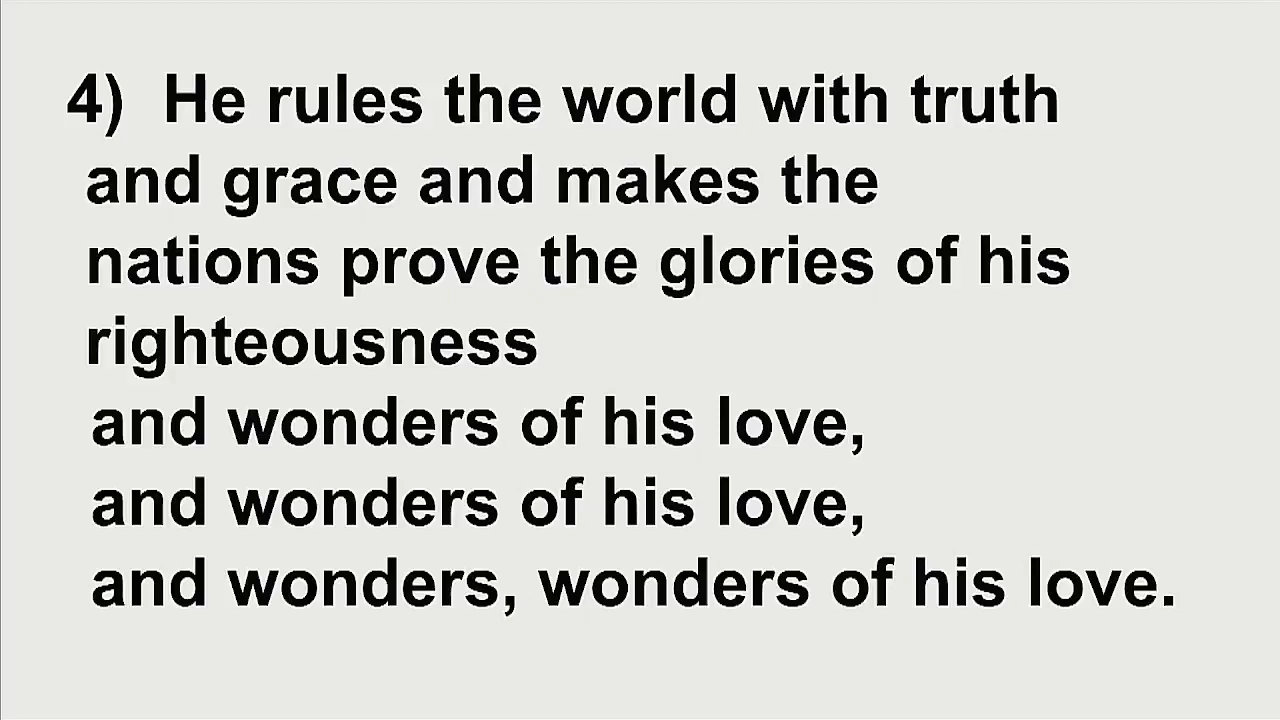 4) He rules the world with truth
and grace and makes the
nations prove the glories of his
righteousness
and wonders of his love,
and wonders of his love,
and wonders, wonders of his love.